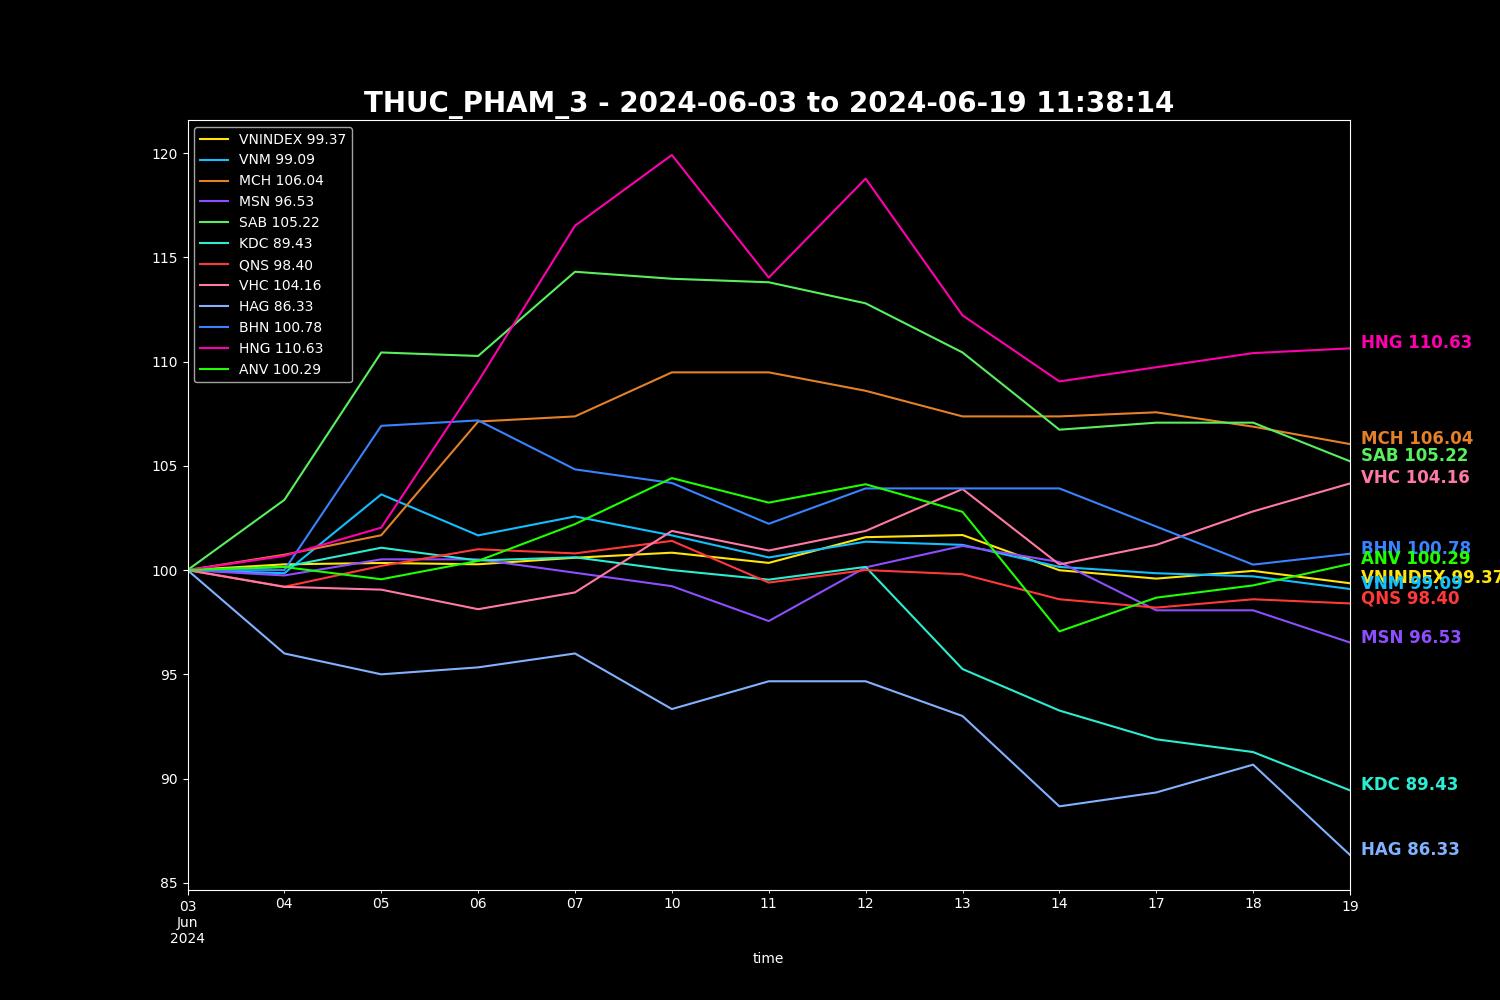 THUC_PHAM_3 - 2024-06-03 to 2024-06-19 11:38:14
VNINDEX 99.37
VNM 99.09
MCH 106.04
MSN 96.53
SAB 105.22
KDC 89.43
QNS 98.40
VHC 104.16
HAG 86.33
BHN 100.78
HNG 110.63
ANV 100.29
120
115
110
105
100
95
90
85
HNG 110.63
MCH 106.04
SAB 105.22
VHC 104.16
BHN 100.78
ANV 100.29
VNINDEX 99.37
VNM 99.09
QNS 98.40
MSN 96.53
KDC 89.43
HAG 86.33
03 04 05 06 07 10 11 12 13 14 17 18 19
Jun
2024
time